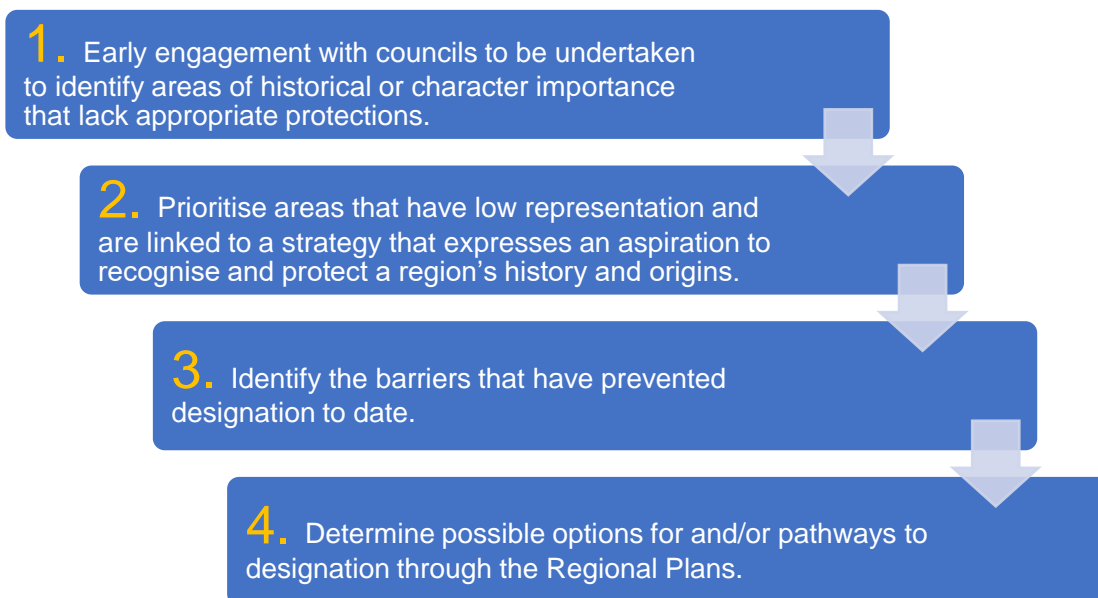 1. Early engagement with councils to be undertaken
to identify areas of historical or character importance
that lack appropriate protections.
2. Prioritise areas that have low representation and
are linked to a strategy that expresses an aspiration to
recognise and protect a region’s history and origins.
3. Identify the barriers that have prevented
designation to date.
4. Determine possible options for and/or pathways to
designation through the Regional Plans.